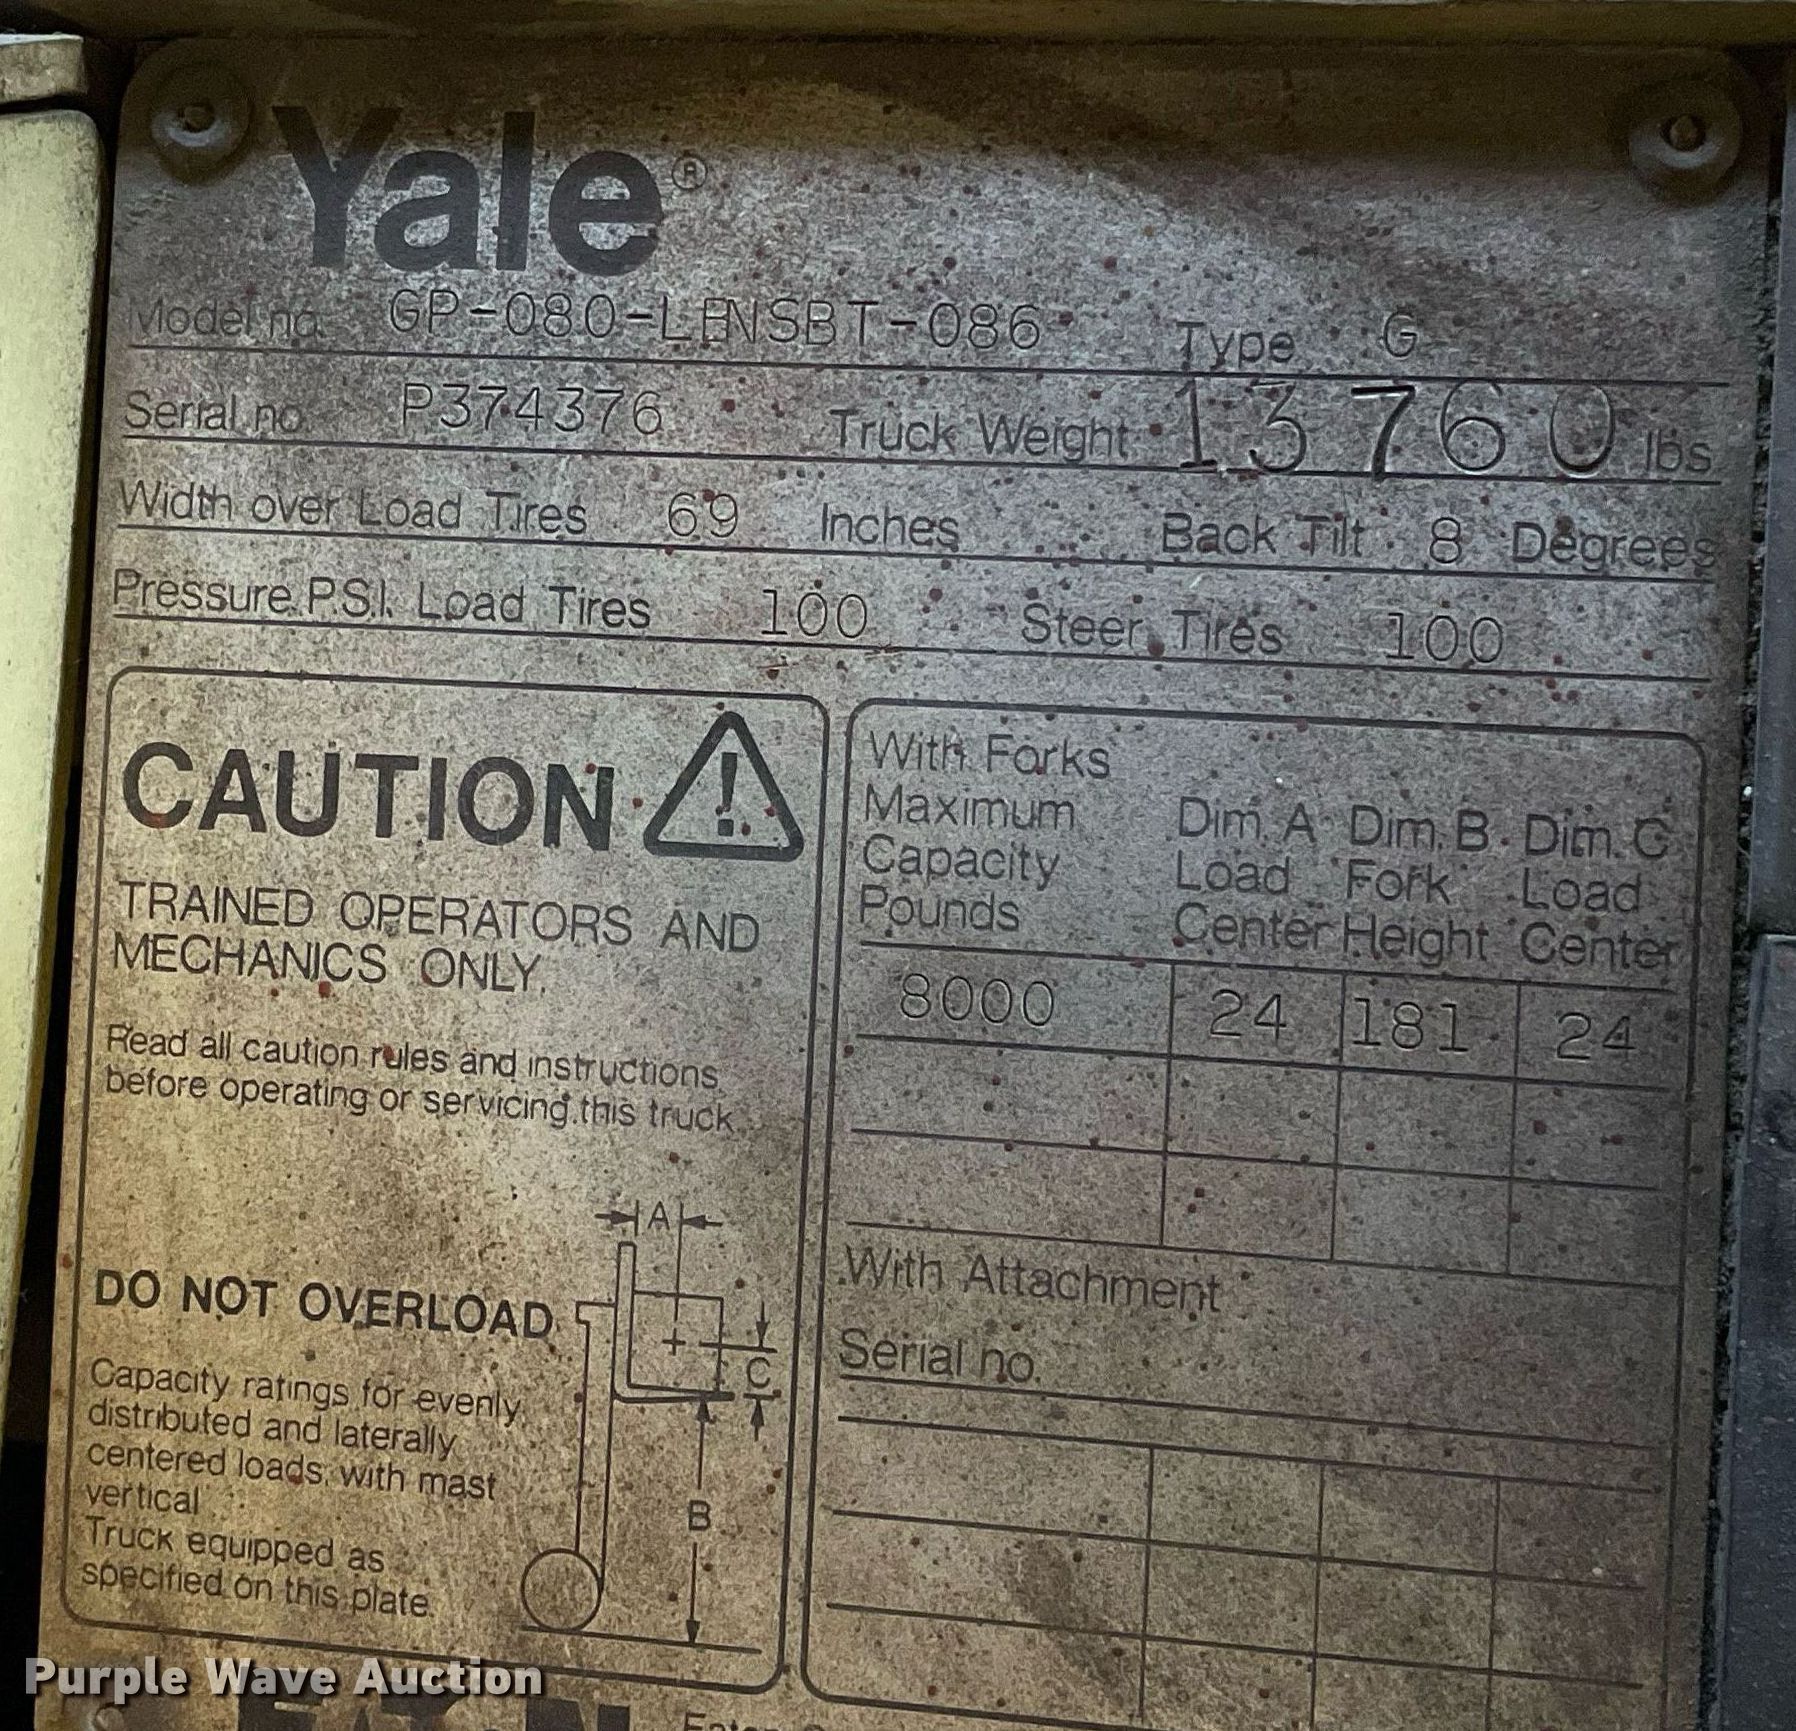 Yale®
Model no. GP-080-LENSBT-086 Type G
Serial no. P374376 Truck Weight 13760 lbs
Width over Load Tires 69 Inches Back Tilt 8 Degrees
Pressure P.S.I. Load Tires 100 Steer Tires 100
CAUTION
TRAINED OPERATORS AND
MECHANICS ONLY.
Read all caution rules and instructions
before operating or servicing this truck
DO NOT OVERLOAD
Capacity ratings for evenly
distributed and laterally
centered loads, with mast
vertical
Truck equipped as
specified on this plate.
A
C
B
With Forks
Maximum Capacity Pounds
Dim. A Load Center
Dim. B Fork Height
Dim. C Load Center
8000 24 181 24
With Attachment
Serial no.
Purple Wave Auction